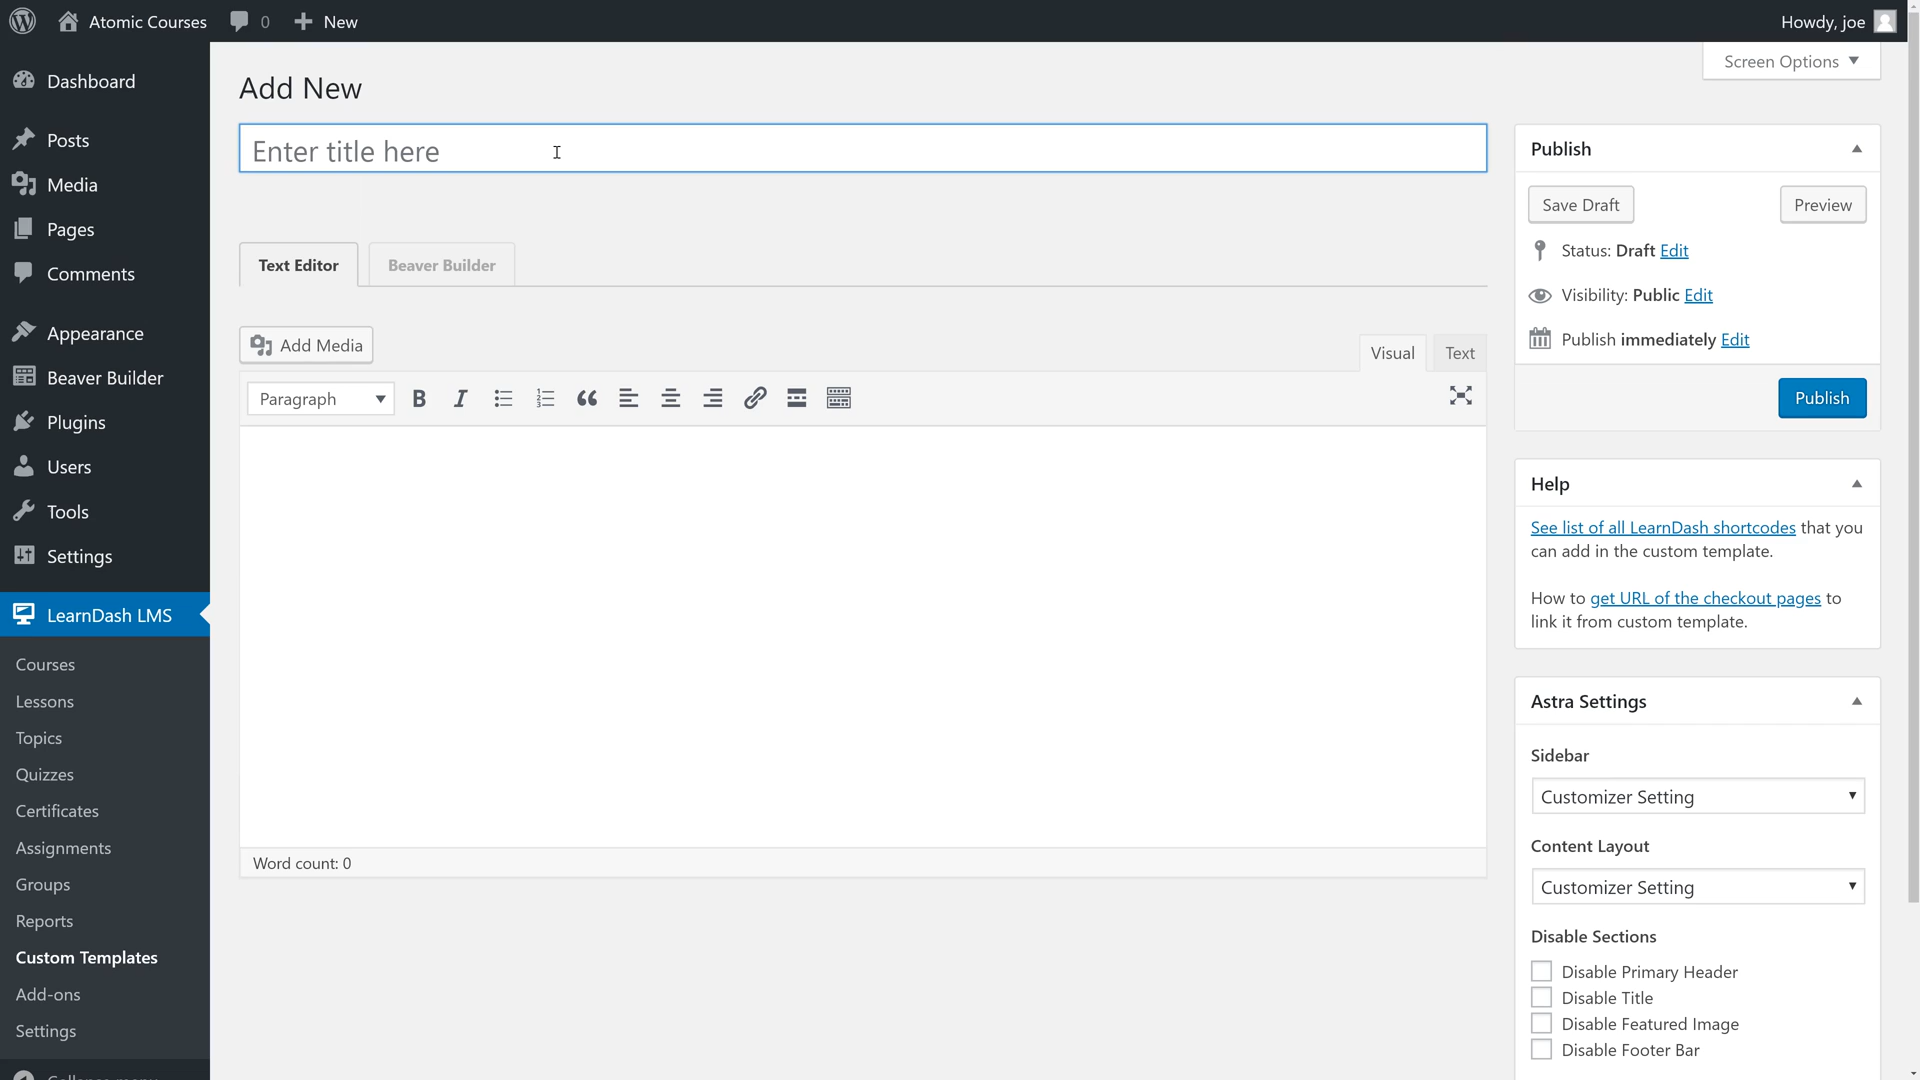 Atomic Courses 0 New Howdy, joe
Screen Options
Dashboard
Posts
Media
Pages
Comments
Appearance
Beaver Builder
Plugins
Users
Tools
Settings
LearnDash LMS
Courses
Lessons
Topics
Quizzes
Certificates
Assignments
Groups
Reports
Custom Templates
Add-ons
Settings
Collapse menu
Add New
Enter title here
Text Editor Beaver Builder
Add Media
Visual Text
Paragraph
Word count: 0
Publish
Save Draft Preview
Status: Draft Edit
Visibility: Public Edit
Publish immediately Edit
Publish
Help
See list of all LearnDash shortcodes that you
can add in the custom template.
How to get URL of the checkout pages to
link it from custom template.
Astra Settings
Sidebar
Customizer Setting
Content Layout
Customizer Setting
Disable Sections
Disable Primary Header
Disable Title
Disable Featured Image
Disable Footer Bar